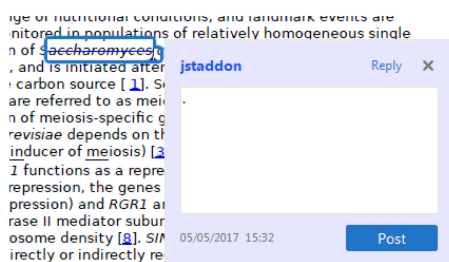 ige of nutritional conditions, and landmark events are
nitored in populations of relatively homogeneous single
n of Saccharomyces
, and is initiated after
carbon source [ 1]. S
are referred to as mei
n of meiosis-specific g
revisiae depends on th
inducer of meiosis) [3
1 functions as a repre
repression, the genes
pression) and RGR1 a
rase II mediator subur
osome density [8]. SIN
irectly or indirectly re
jstaddon
Reply
.
05/05/2017 15:32
Post